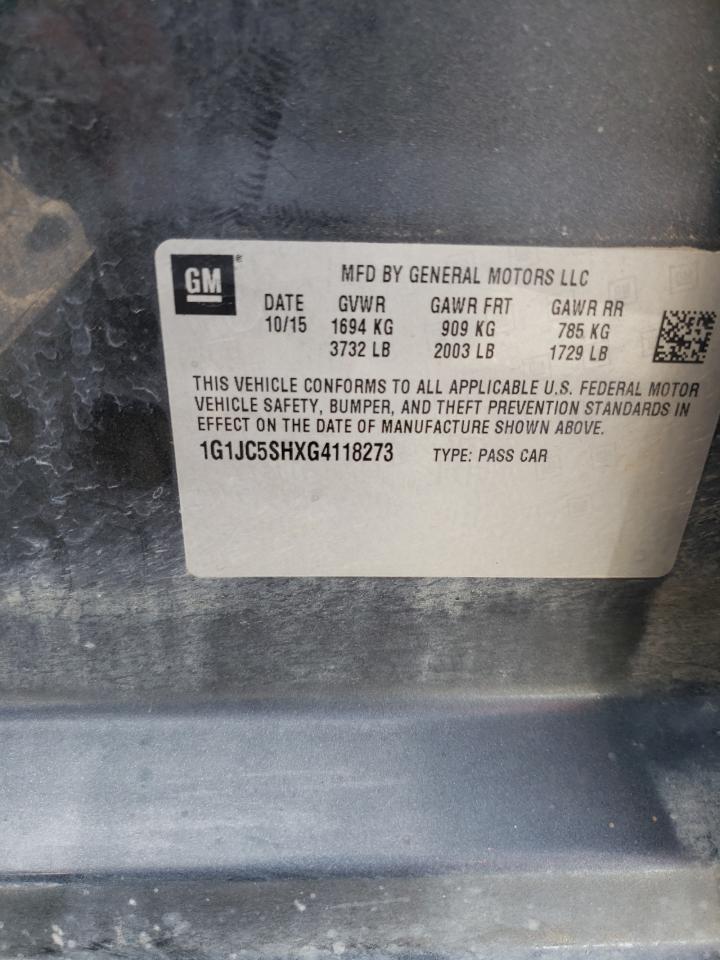 GM® MFD BY GENERAL MOTORS LLC
DATE GVWR GAWR FRT GAWR RR
10/15 1694 KG 909 KG 785 KG
3732 LB 2003 LB 1729 LB
THIS VEHICLE CONFORMS TO ALL APPLICABLE U.S. FEDERAL MOTOR
VEHICLE SAFETY, BUMPER, AND THEFT PREVENTION STANDARDS IN
EFFECT ON THE DATE OF MANUFACTURE SHOWN ABOVE.
1G1JC5SHXG4118273 TYPE: PASS CAR